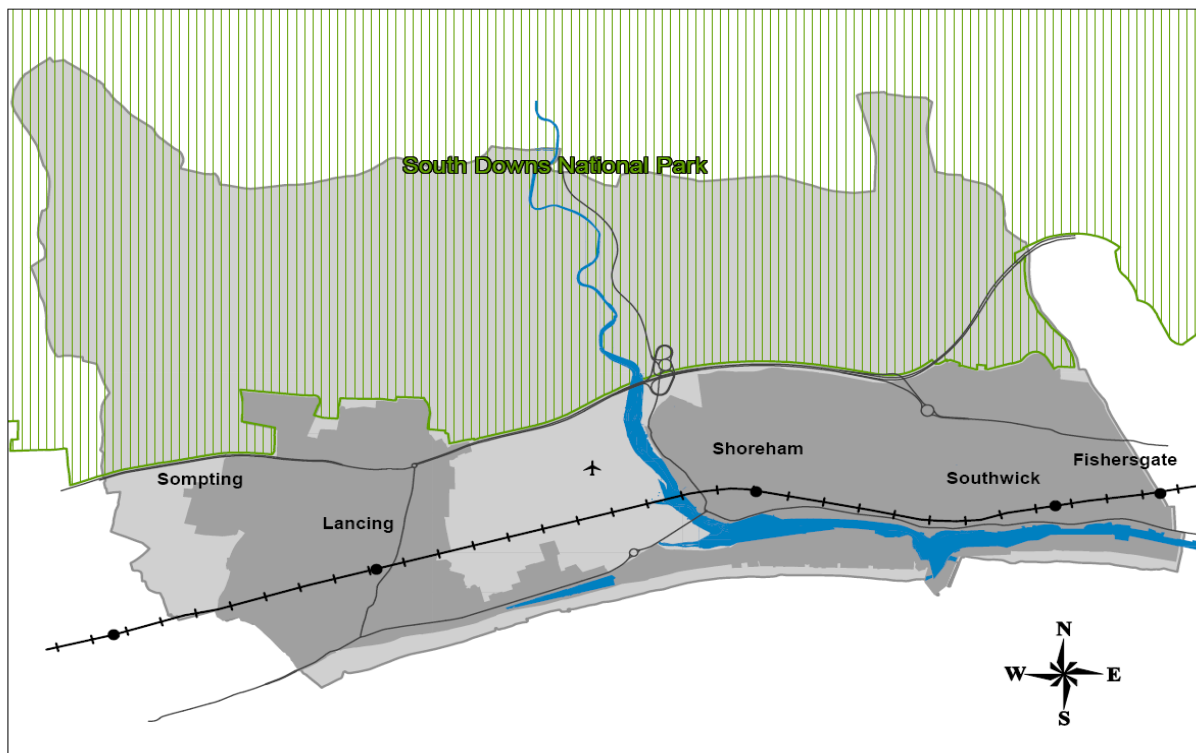 South Downs National Park
Shoreham
Fishersgate
Southwick
Sompting
Lancing
N
W E
S